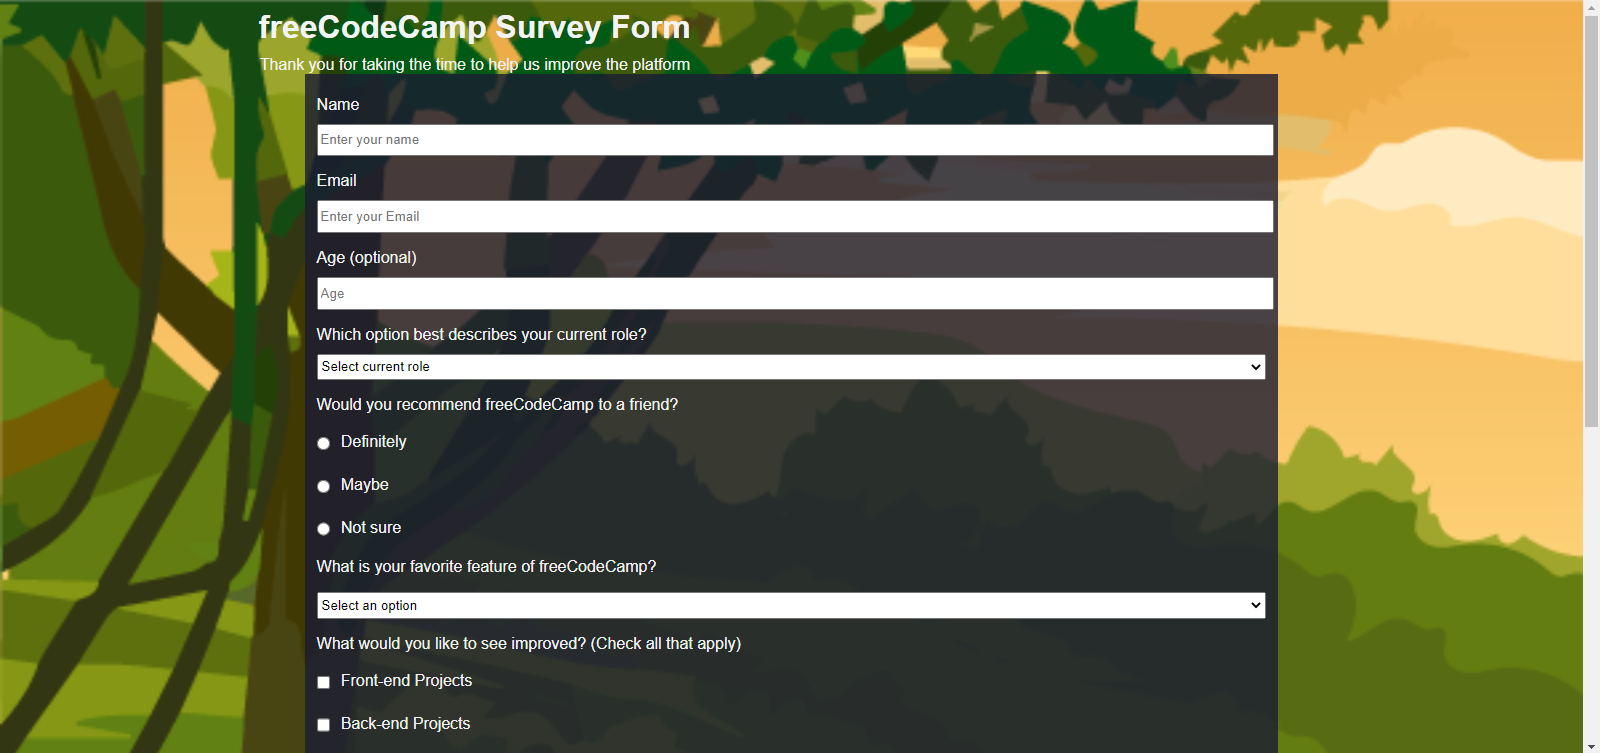 freeCodeCamp Survey Form
Thank you for taking the time to help us improve the platform
Name
Enter your name
Email
Enter your Email
Age (optional)
Age
Which option best describes your current role?
Select current role
Would you recommend freeCodeCamp to a friend?
Definitely
Maybe
Not sure
What is your favorite feature of freeCodeCamp?
Select an option
What would you like to see improved? (Check all that apply)
Front-end Projects
Back-end Projects